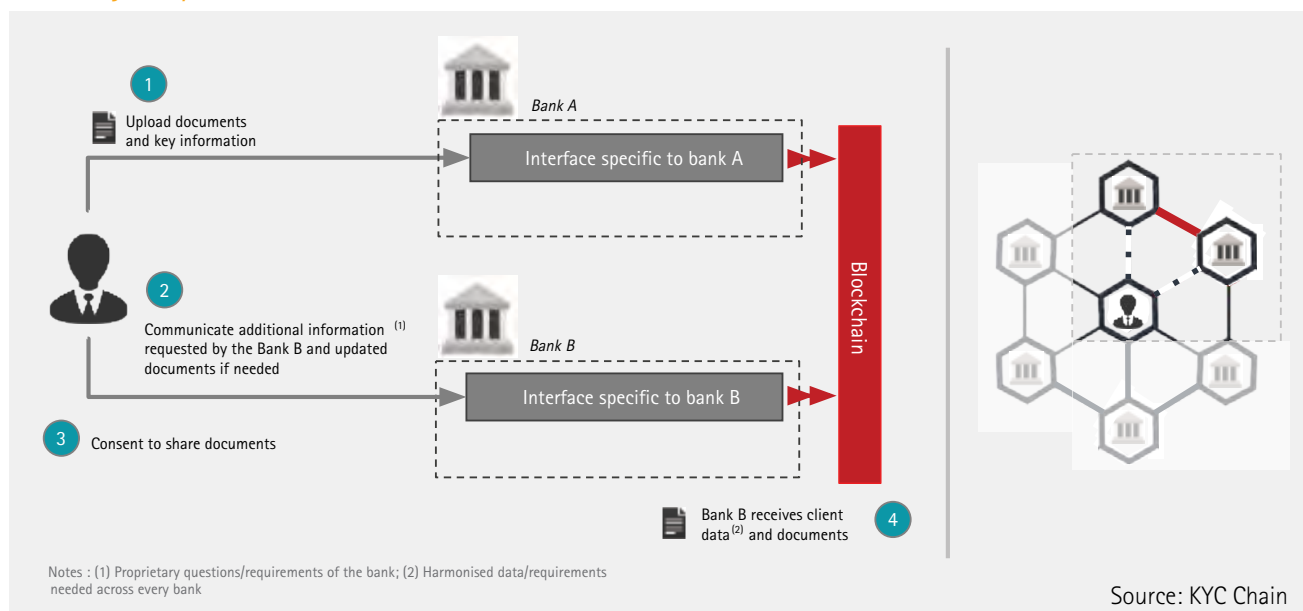 1
Upload documents
and key information
Bank A
Interface specific to bank A
2
Communicate additional information (1)
requested by the Bank B and updated
documents if needed
Bank B
Interface specific to bank B
3
Consent to share documents
Blockchain
Bank B receives client
data(2) and documents
4
Notes : (1) Proprietary questions/requirements of the bank; (2) Harmonised data/requirements
needed across every bank
Source: KYC Chain